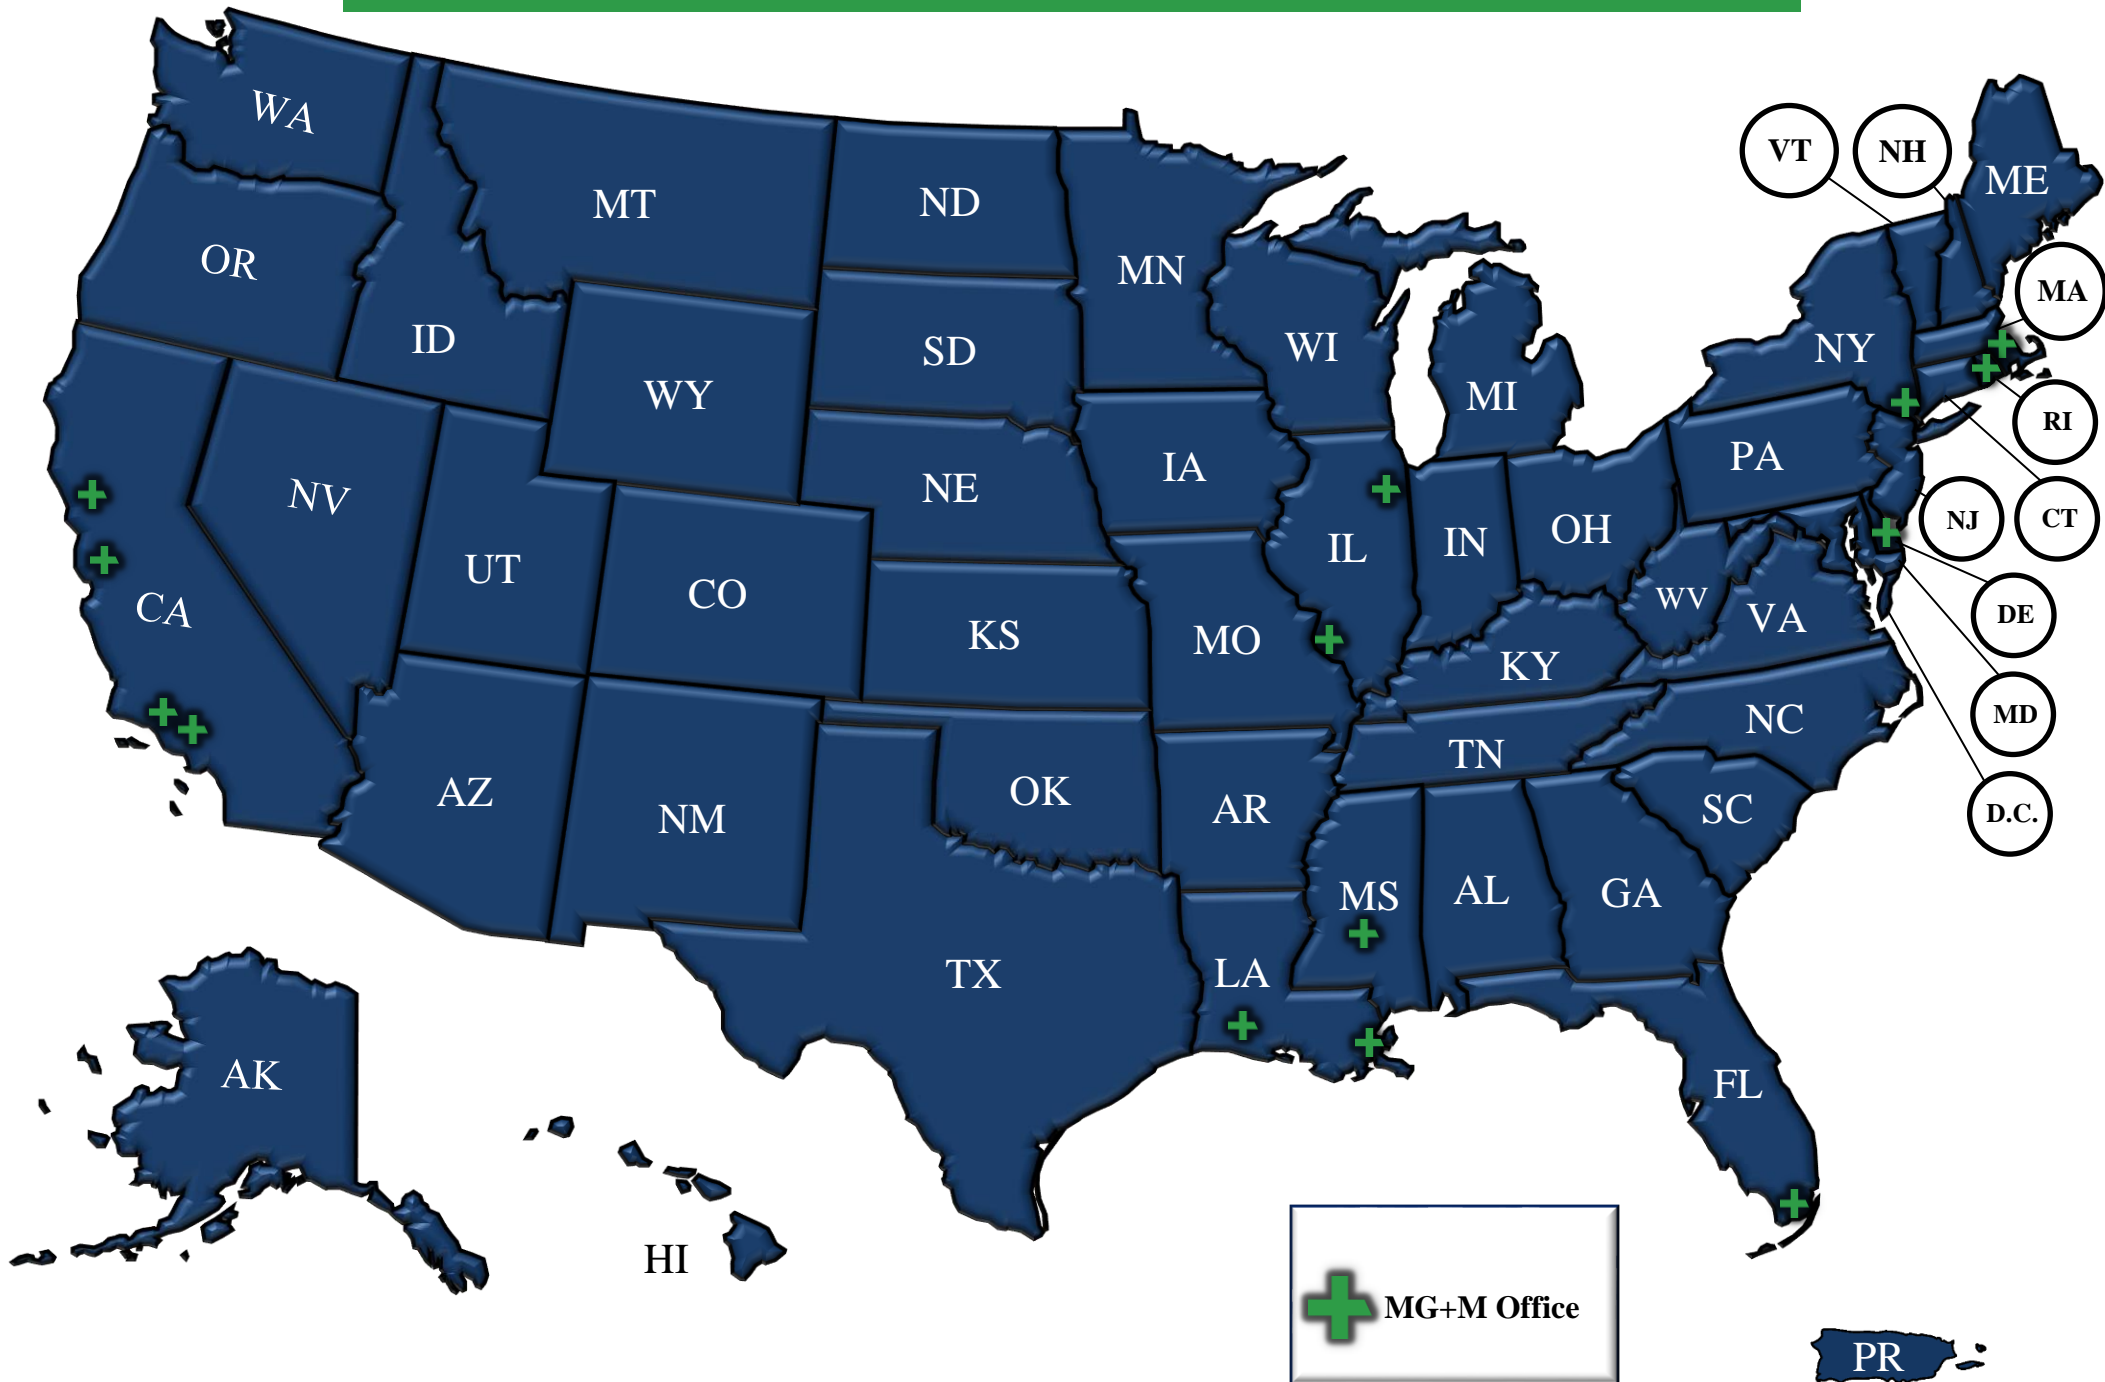 WA
VT
NH
ME
MT
ND
OR
MN
MA
ID
SD
WI
NY
WY
MI
RI
PA
IA
NE
NV
NJ
CT
OH
IN
IL
UT
CO
WV
DE
CA
VA
KS
MO
KY
MD
NC
TN
OK
AZ
AR
SC
D.C.
NM
MS
AL
GA
LA
TX
AK
FL
HI
MG+M Office
PR